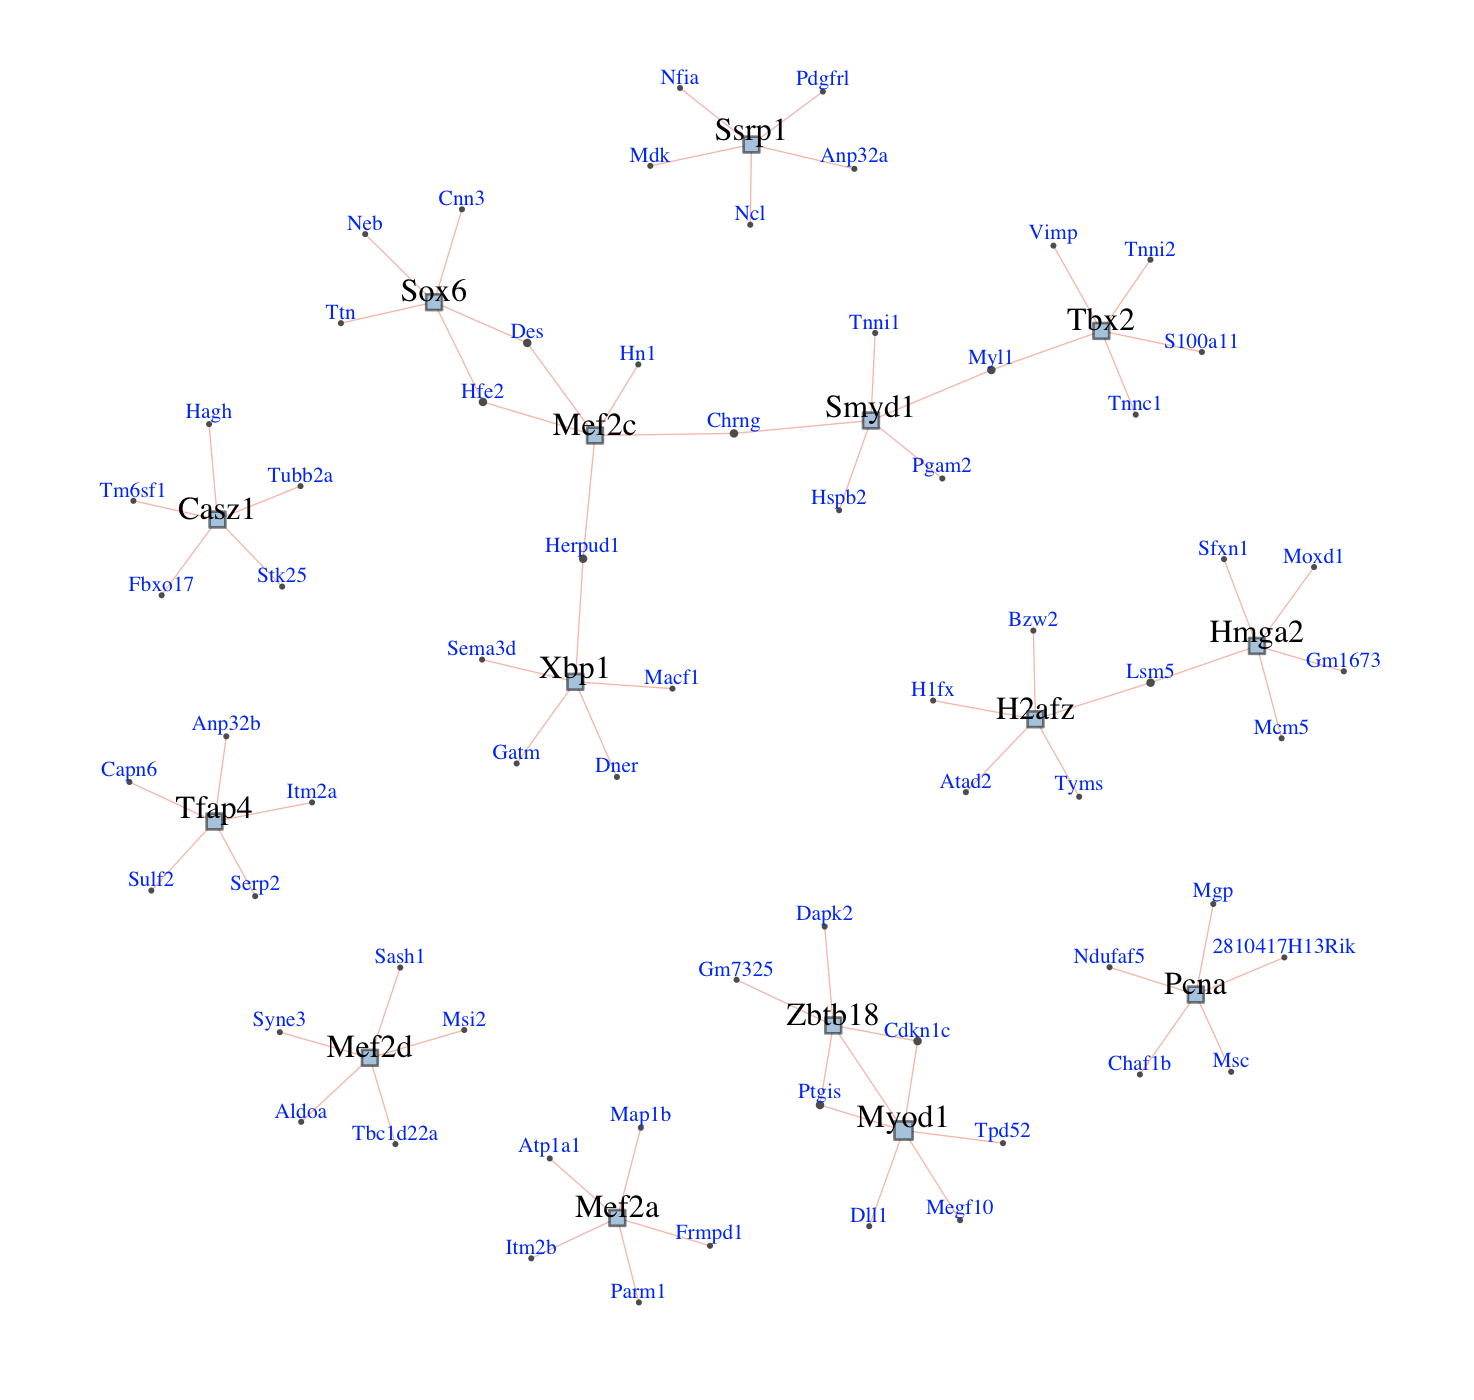 Nfia
Pdgfrl
Ssrp1
Mdk
Anp32a
Ncl
Cnn3
Neb
Sox6
Ttn
Des
Hfe2
Hn1
Mef2c
Chrng
Tnni1
Smyd1
Myl1
Pgam2
Hspb2
Vimp
Tnni2
Tbx2
S100a11
Tnnc1
Hagh
Tubb2a
Tm6sf1
Casz1
Fbxo17
Stk25
Herpud1
Sema3d
Xbp1
Macf1
Gatm
Dner
Sfxn1
Moxd1
Hmga2
Gm1673
Mcm5
Lsm5
Bzw2
H1fx
H2afz
Atad2
Tyms
Anp32b
Capn6
Itm2a
Tfap4
Sulf2
Serp2
Sash1
Syne3
Msi2
Mef2d
Aldoa
Tbc1d22a
Dapk2
Gm7325
Zbtb18
Cdkn1c
Ptgis
Myod1
Tpd52
Dll1
Megf10
Mgp
2810417H13Rik
Ndufaf5
Pcna
Chaf1b
Msc
Map1b
Atp1a1
Mef2a
Frmpd1
Itm2b
Parm1